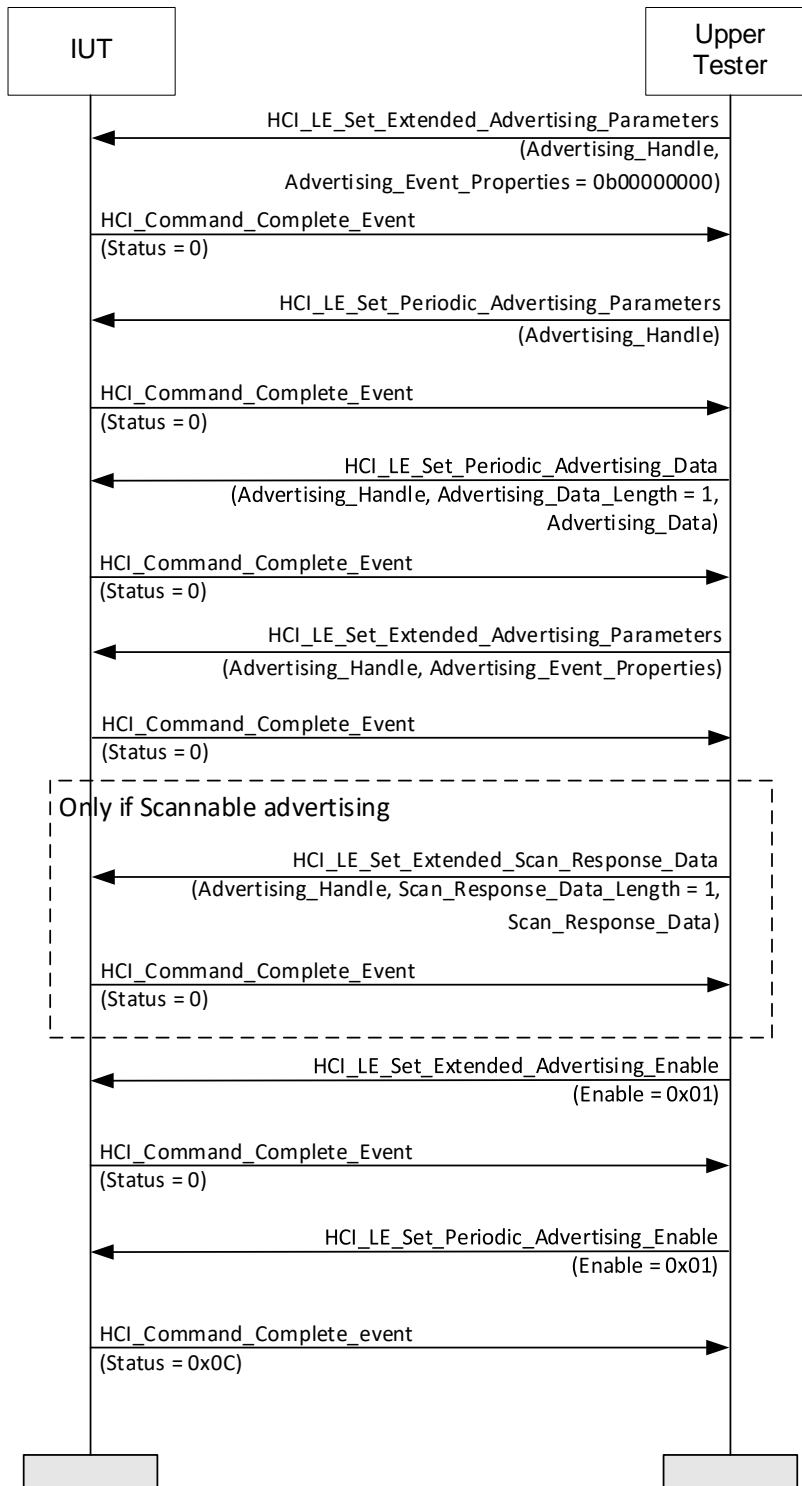 IUT
Upper
Tester
HCI_LE_Set_Extended_Advertising_Parameters
(Advertising_Handle,
Advertising_Event_Properties = 0b00000000)
HCI_Command_Complete_Event
(Status = 0)
HCI_LE_Set_Periodic_Advertising_Parameters
(Advertising_Handle)
HCI_Command_Complete_Event
(Status = 0)
HCI_LE_Set_Periodic_Advertising_Data
(Advertising_Handle, Advertising_Data_Length = 1,
Advertising_Data)
HCI_Command_Complete_Event
(Status = 0)
HCI_LE_Set_Extended_Advertising_Parameters
(Advertising_Handle, Advertising_Event_Properties)
HCI_Command_Complete_Event
(Status = 0)
Only if Scannable advertising
HCI_LE_Set_Extended_Scan_Response_Data
(Advertising_Handle, Scan_Response_Data_Length = 1,
Scan_Response_Data)
HCI_Command_Complete_Event
(Status = 0)
HCI_LE_Set_Extended_Advertising_Enable
(Enable = 0x01)
HCI_Command_Complete_Event
(Status = 0)
HCI_LE_Set_Periodic_Advertising_Enable
(Enable = 0x01)
HCI_Command_Complete_event
(Status = 0x0C)